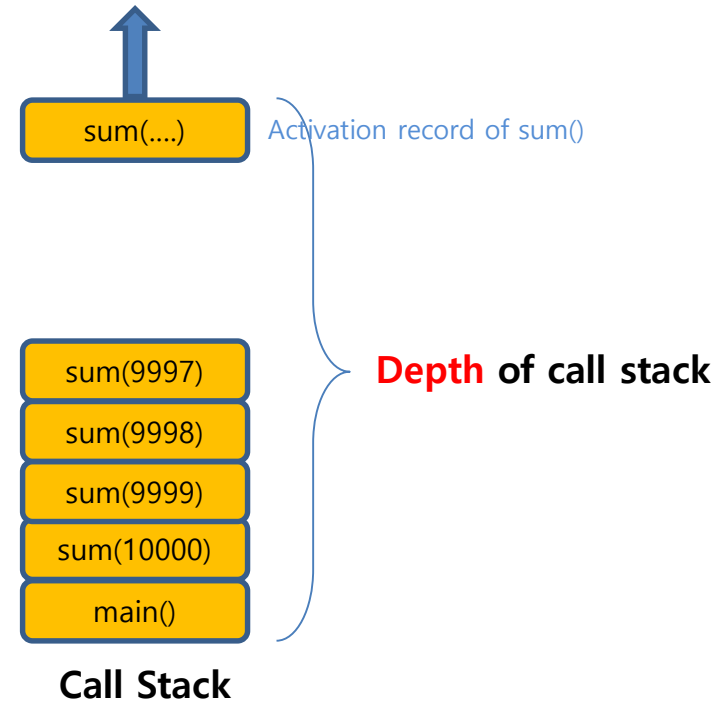 sum(....)
Activation record of sum()
sum(9997)
Depth of call stack
sum(9998)
sum(9999)
sum(10000)
main()
Call Stack